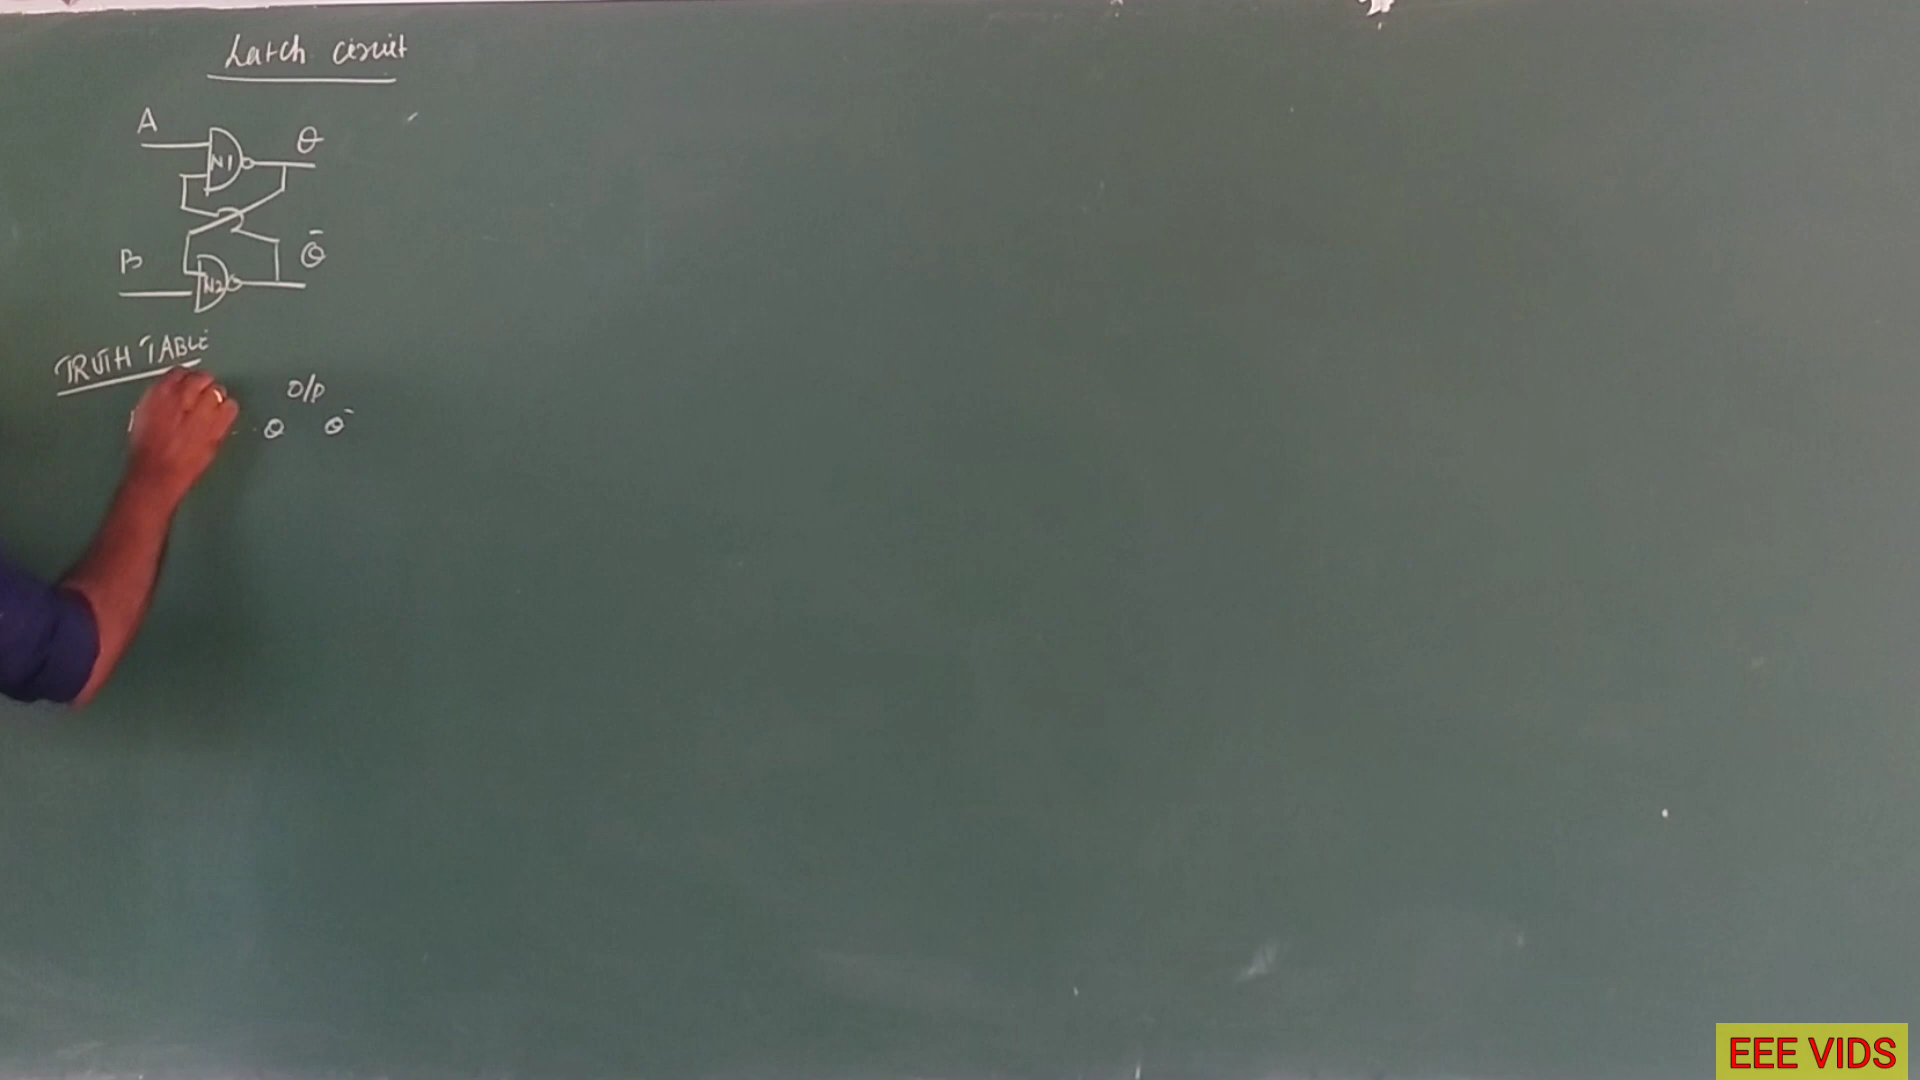 Latch circuit
A
Q
N1
B
Q̄
N2
TRUTH TABLE
O/P
Q Q̄
EEE VIDS